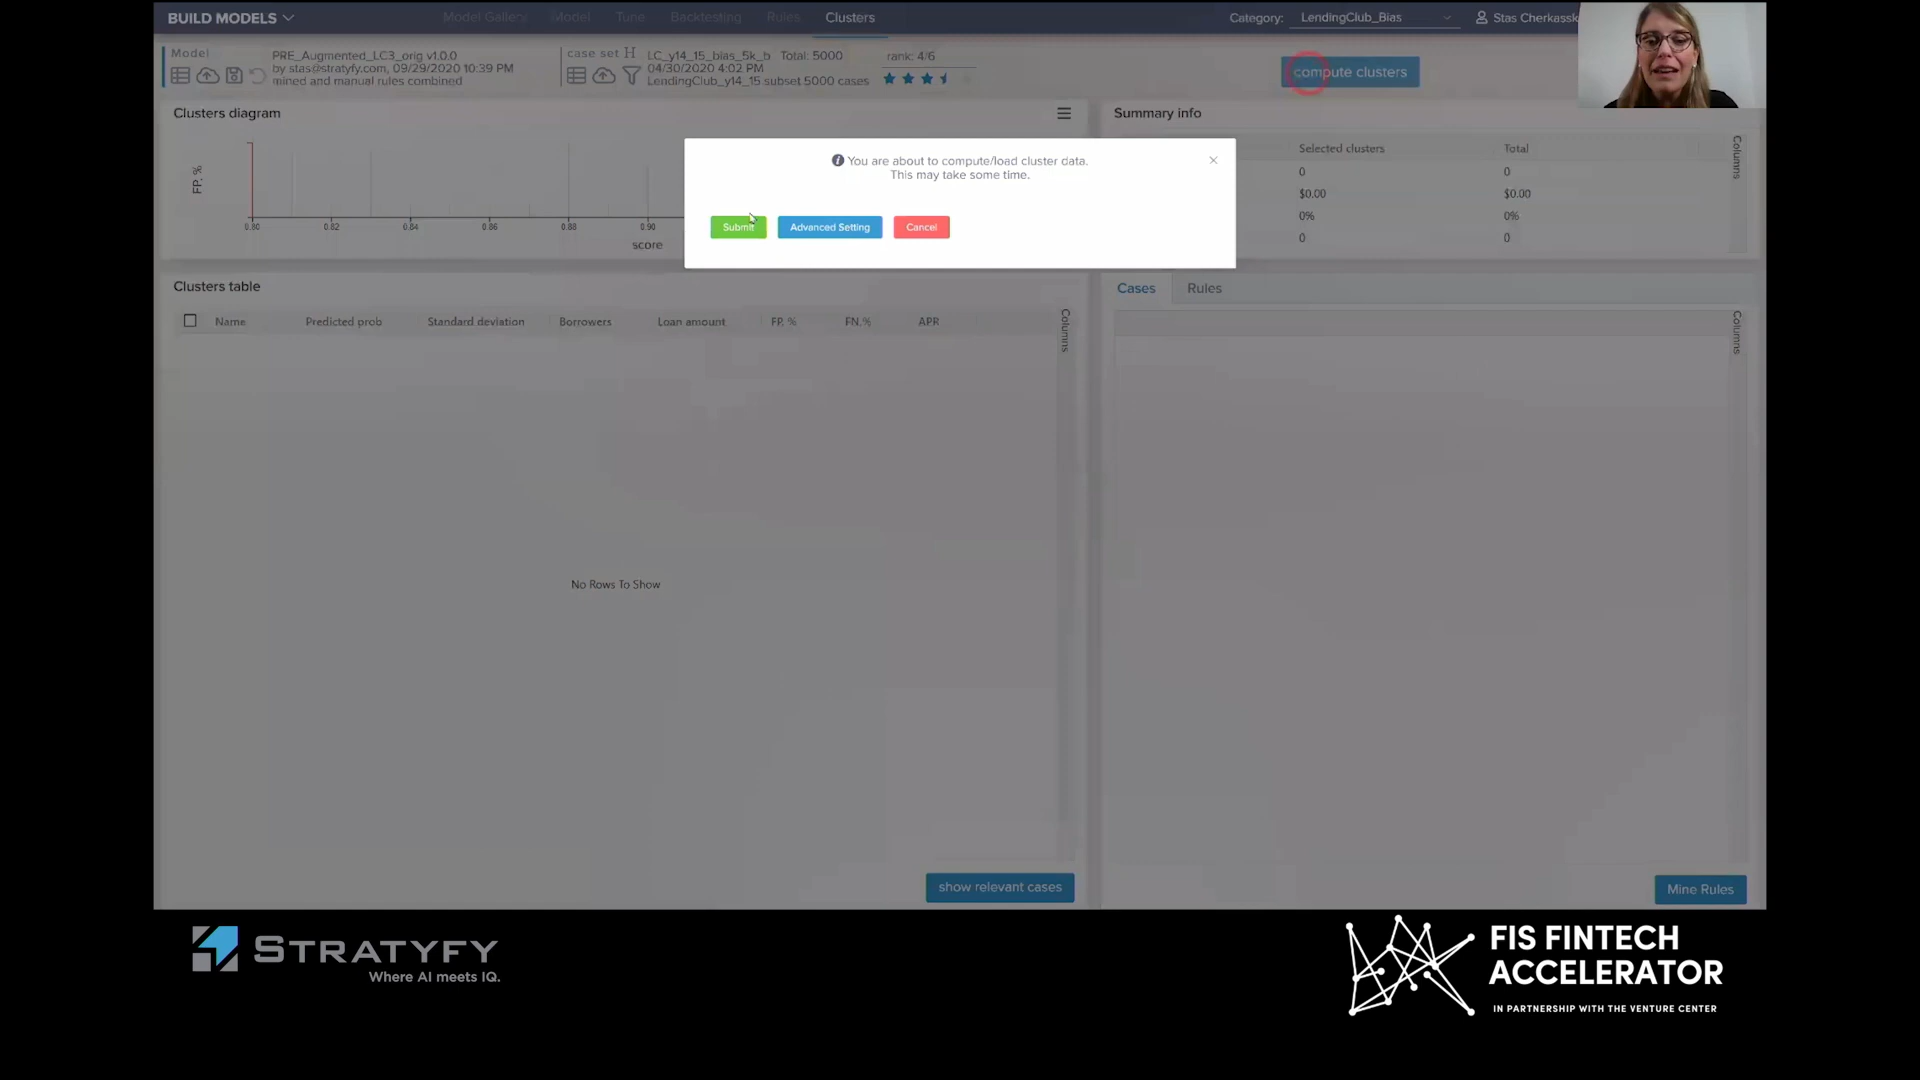 BUILD MODELS
Model Gallery
Model
Tune
Backtesting
Rules
Clusters
Category:
LendingClub_Bias
Stas Cherkassk
Model
PRE_Augmented_LC3_orig v1.0.0
by stas@stratyfy.com, 09/29/2020 10:39 PM
mined and manual rules combined
case set H
LC_y14_15_bias_5k_b Total: 5000
04/30/2020 4:02 PM
LendingClub_y14_15 subset 5000 cases
rank: 4/6
compute clusters
Clusters diagram
FP, %
0.80
0.82
0.84
0.86
0.88
0.90
score
Summary info
Selected clusters
Total
0
0
$0.00
$0.00
0%
0%
0
0
Columns
You are about to compute/load cluster data.
This may take some time.
Submit
Advanced Setting
Cancel
Clusters table
Name
Predicted prob
Standard deviation
Borrowers
Loan amount
FP, %
FN,%
APR
Columns
No Rows To Show
show relevant cases
Cases
Rules
Columns
Mine Rules
STRATYFY
Where AI meets IQ.
FIS FINTECH
ACCELERATOR
IN PARTNERSHIP WITH THE VENTURE CENTER